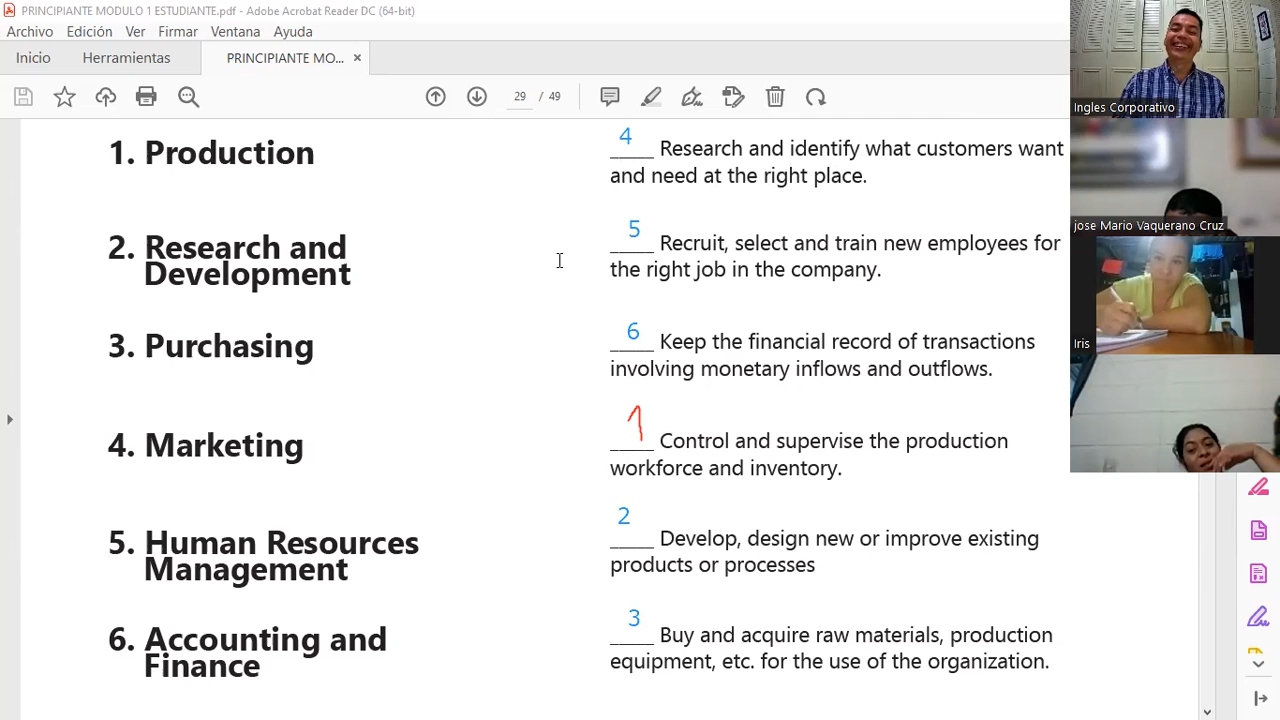 PRINCIPIANTE MODULO 1 ESTUDIANTE.pdf - Adobe Acrobat Reader DC (64-bit)
Archivo Edición Ver Firmar Ventana Ayuda
Inicio Herramientas PRINCIPIANTE MO... ×
29 / 49
1. Production
2. Research and
Development
3. Purchasing
4. Marketing
5. Human Resources
Management
6. Accounting and
Finance
4
_____ Research and identify what customers want
and need at the right place.
5
_____ Recruit, select and train new employees for
the right job in the company.
6
_____ Keep the financial record of transactions
involving monetary inflows and outflows.
1
_____ Control and supervise the production
workforce and inventory.
2
_____ Develop, design new or improve existing
products or processes
3
_____ Buy and acquire raw materials, production
equipment, etc. for the use of the organization.
Ingles Corporativo
jose Mario Vaquerano Cruz
Iris